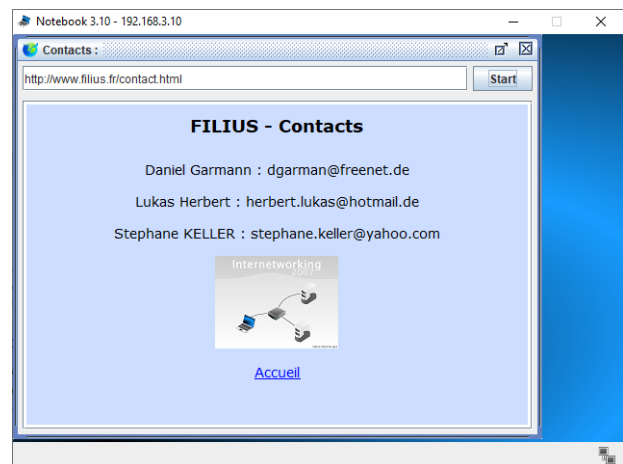 Notebook 3.10 - 192.168.3.10
Contacts :
http://www.filius.fr/contact.html
Start
FILIUS - Contacts
Daniel Garmann : dgarman@freenet.de
Lukas Herbert : herbert.lukas@hotmail.de
Stephane KELLER : stephane.keller@yahoo.com
Internetworking
2007
Accueil